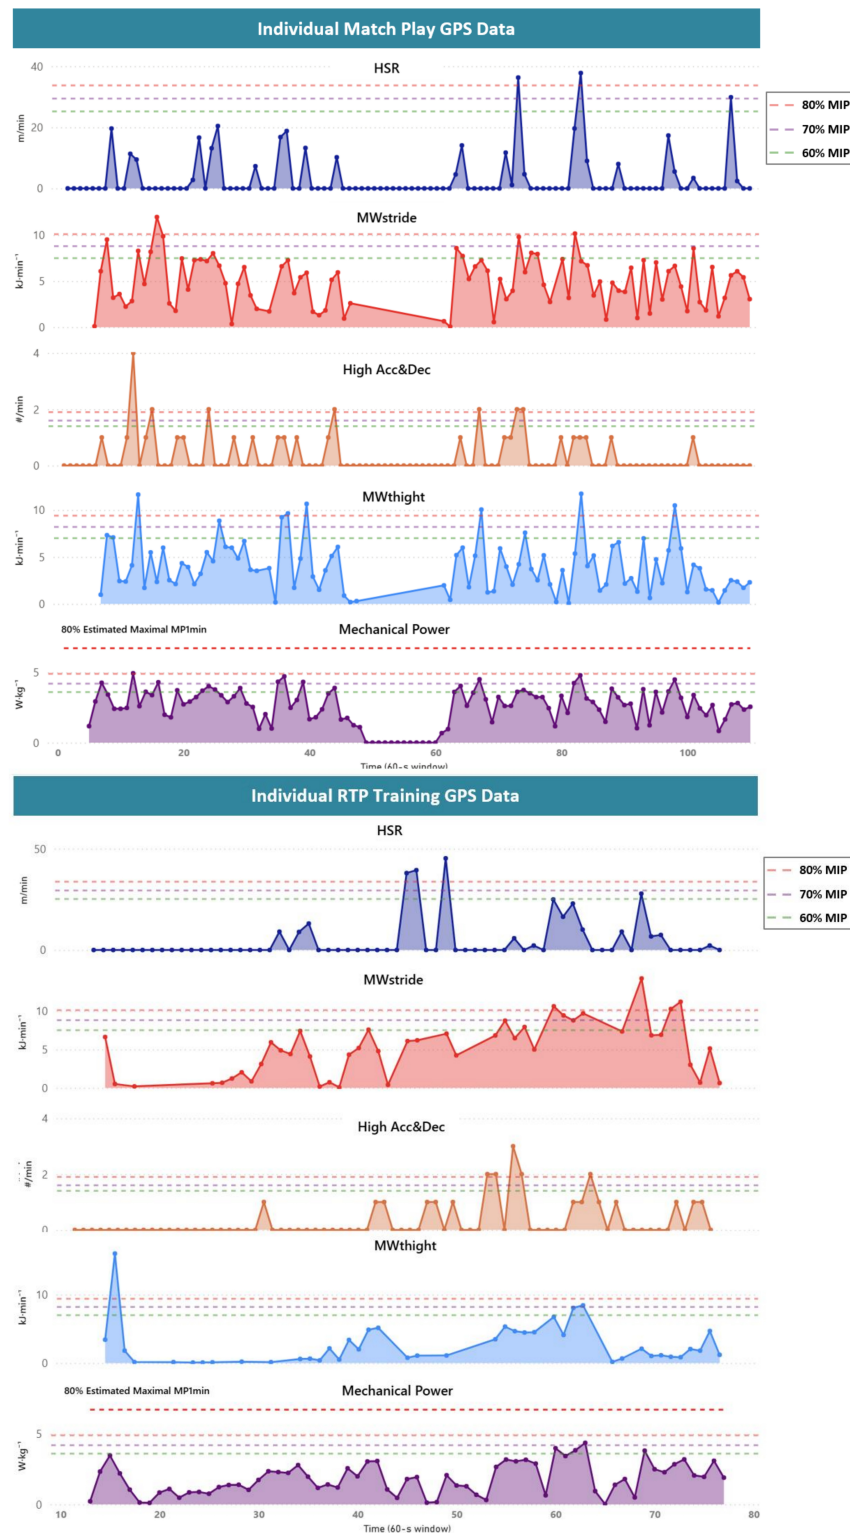 Individual Match Play GPS Data
HSR
40
20
0
m/min
80% MIP
70% MIP
60% MIP
MWstride
10
5
0
kJ·min⁻¹
High Acc&Dec
4
2
0
#/min
MWthight
10
5
0
kJ·min⁻¹
80% Estimated Maximal MP1min
Mechanical Power
5
0
W·kg⁻¹
0 20 40 60 80 100
Time (60-s window)
Individual RTP Training GPS Data
HSR
50
0
m/min
80% MIP
70% MIP
60% MIP
MWstride
10
5
0
kJ·min⁻¹
High Acc&Dec
4
2
0
#/min
MWthight
10
0
kJ·min⁻¹
80% Estimated Maximal MP1min
Mechanical Power
5
0
W·kg⁻¹
10 20 30 40 50 60 70 80
Time (60-s window)